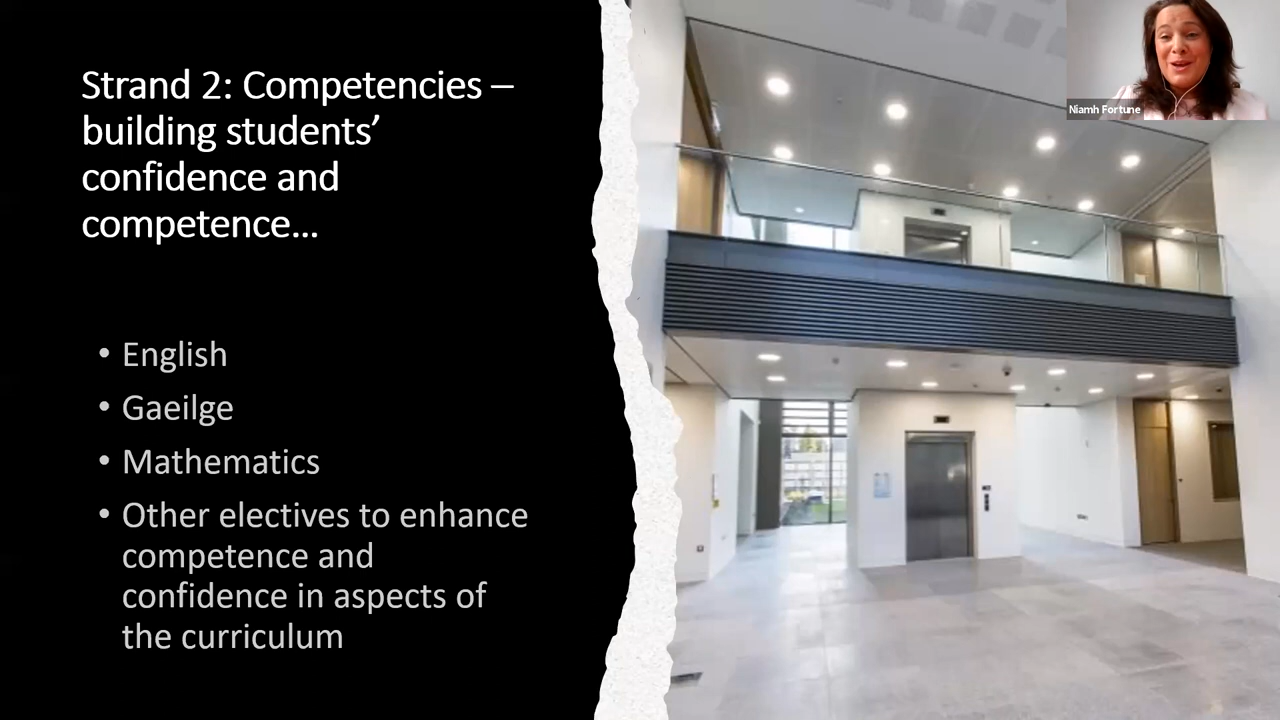 Strand 2: Competencies –
building students’
confidence and
competence...
• English
• Gaeilge
• Mathematics
• Other electives to enhance
competence and
confidence in aspects of
the curriculum
Niamh Fortune